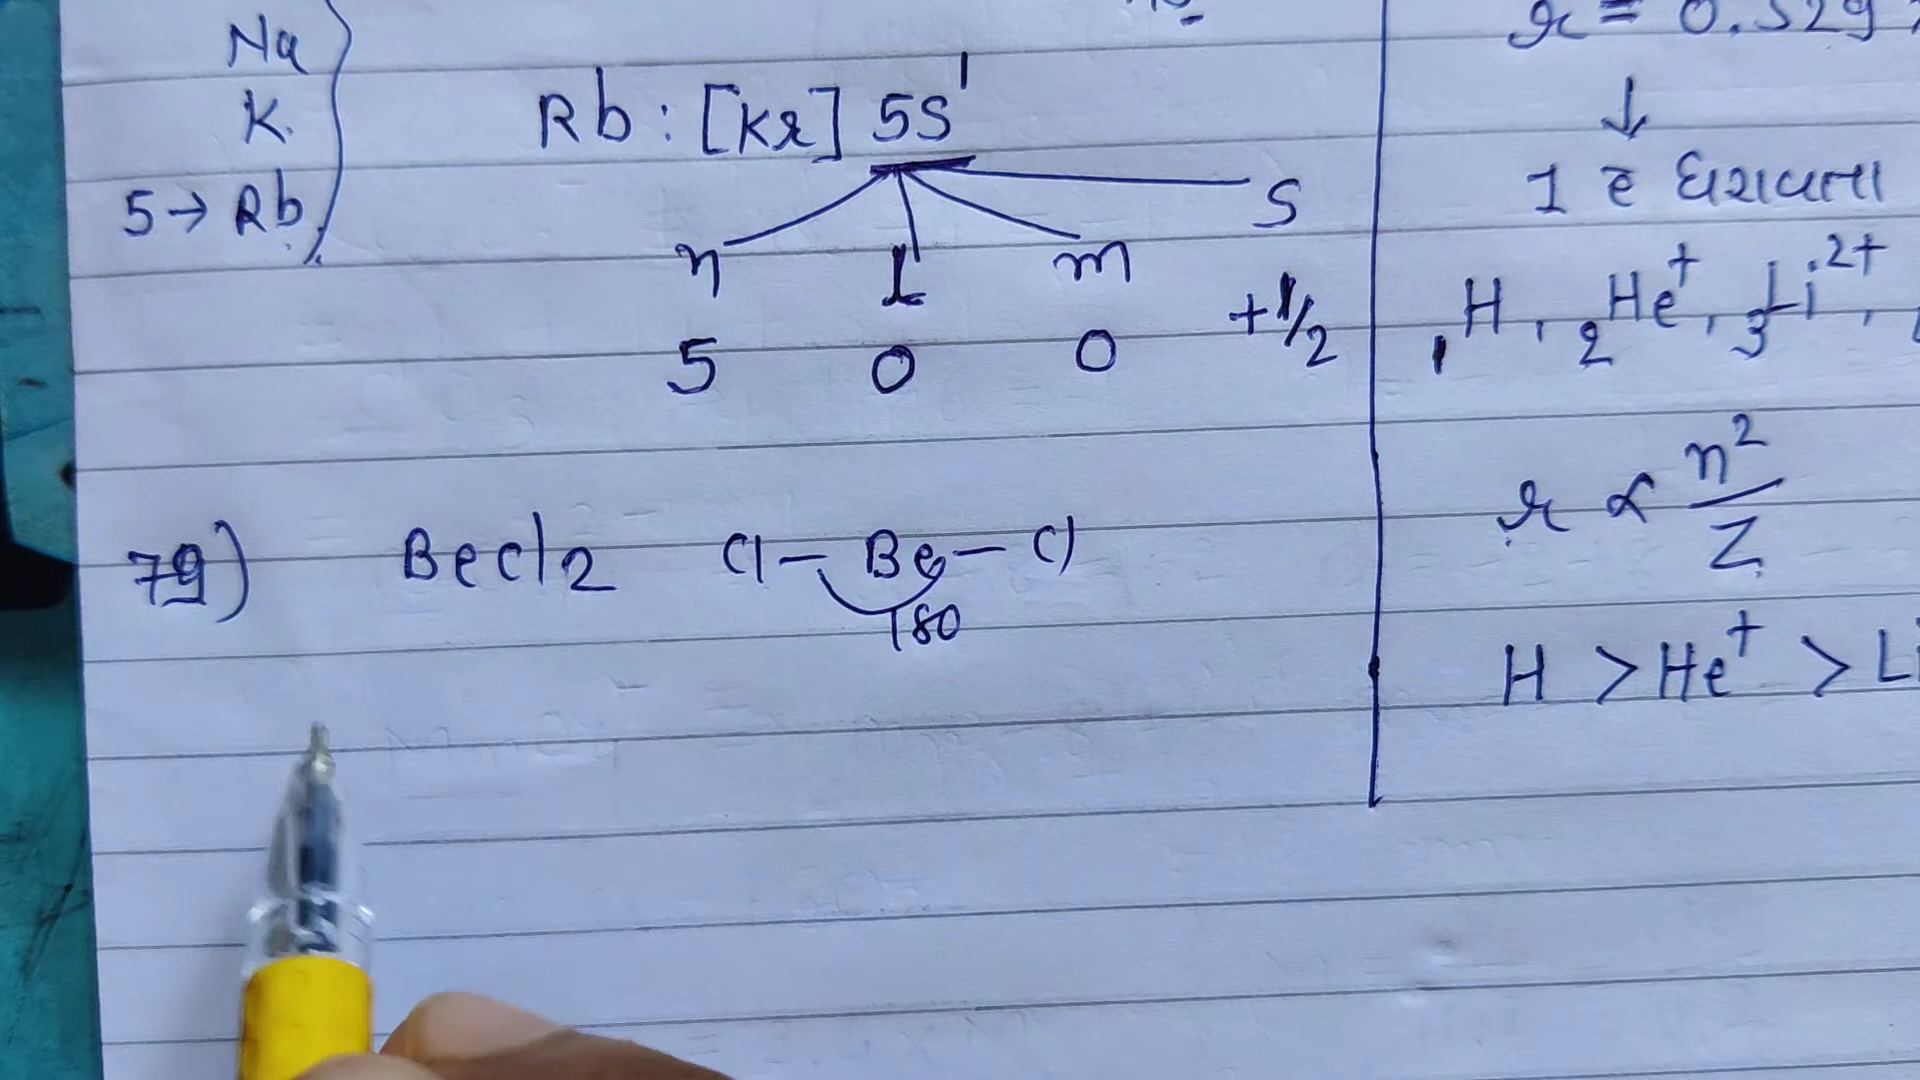 Na
K.
5 → Rb.
Rb : [Kr] 5S¹
n l m S
5 0 0 +1/2
79) BeCl2 Cl – Be – Cl
180
r = 0.529
↓
1 e ધરાવતા
₁H, ₂He⁺, ₃Li²⁺,
r ∝ n²/Z
H > He⁺ > Li